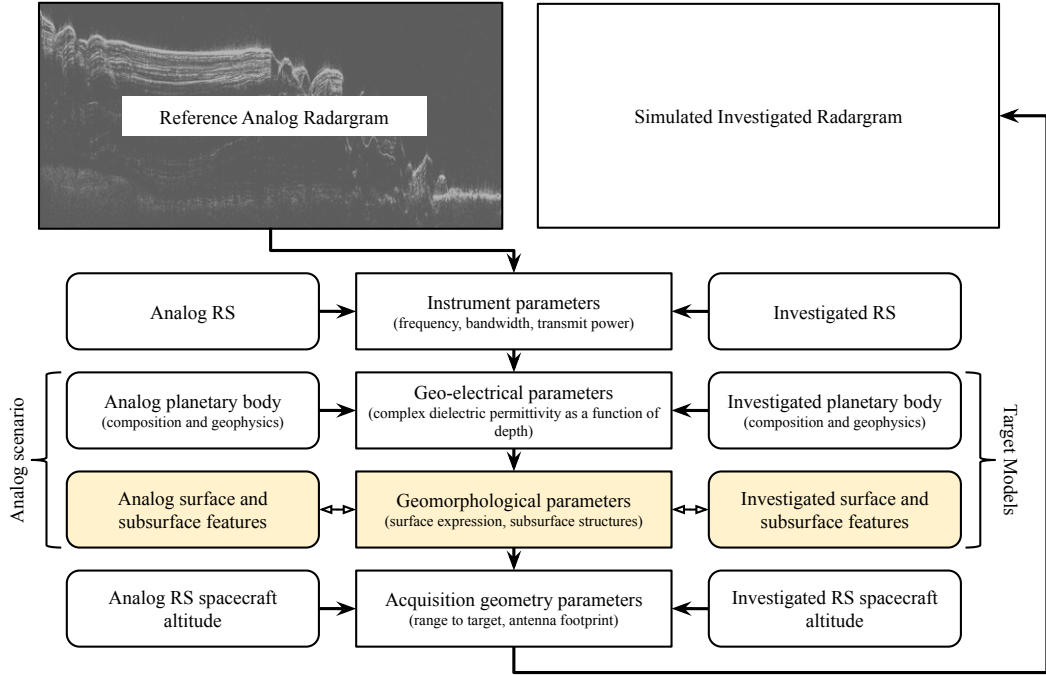 Reference Analog Radargram
Simulated Investigated Radargram
Analog RS
Instrument parameters
(frequency, bandwidth, transmit power)
Investigated RS
Analog scenario
Analog planetary body
(composition and geophysics)
Geo-electrical parameters
(complex dielectric permittivity as a function of
depth)
Investigated planetary body
(composition and geophysics)
Target Models
Analog surface and
subsurface features
Geomorphological parameters
(surface expression, subsurface structures)
Investigated surface and
subsurface features
Analog RS spacecraft
altitude
Acquisition geometry parameters
(range to target, antenna footprint)
Investigated RS spacecraft
altitude